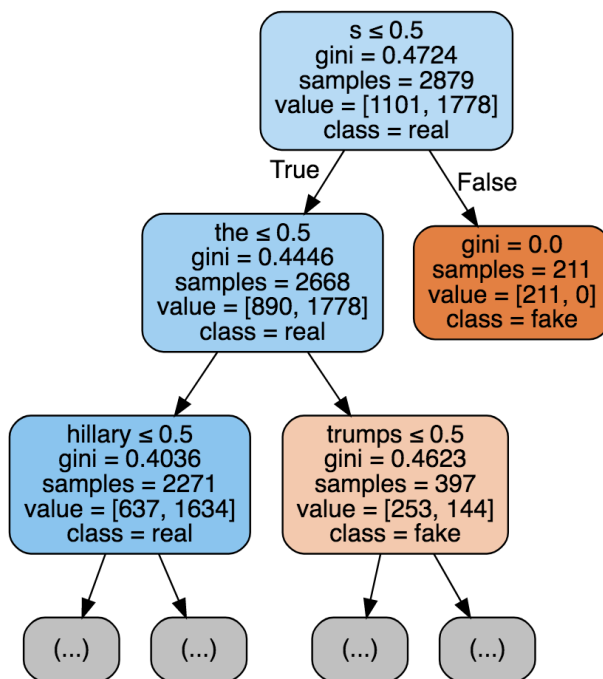 s ≤ 0.5
gini = 0.4724
samples = 2879
value = [1101, 1778]
class = real
True
False
the ≤ 0.5
gini = 0.4446
samples = 2668
value = [890, 1778]
class = real
gini = 0.0
samples = 211
value = [211, 0]
class = fake
hillary ≤ 0.5
gini = 0.4036
samples = 2271
value = [637, 1634]
class = real
trumps ≤ 0.5
gini = 0.4623
samples = 397
value = [253, 144]
class = fake
(...)
(...)
(...)
(...)